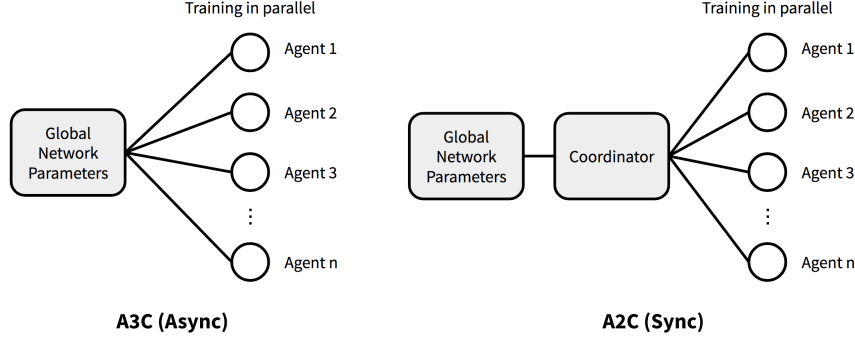 Training in parallel
Agent 1
Agent 2
Global
Network
Parameters
Agent 3
⋮
Agent n
A3C (Async)
Training in parallel
Agent 1
Agent 2
Global
Network
Parameters
Coordinator
Agent 3
⋮
Agent n
A2C (Sync)